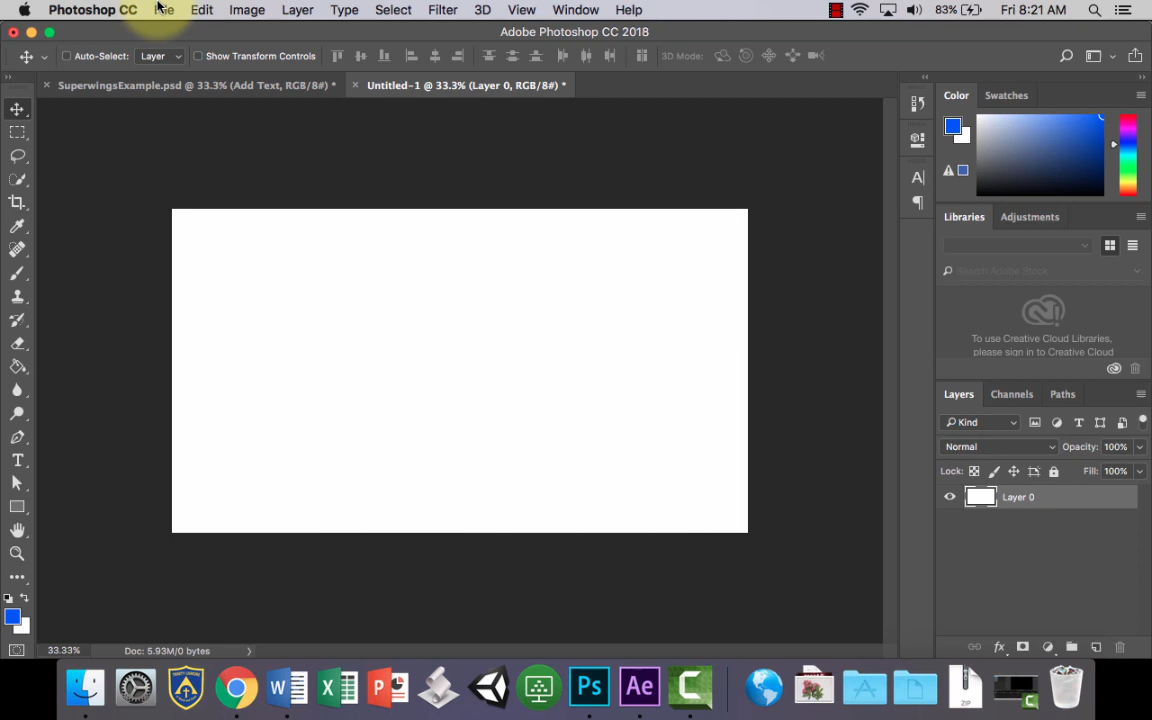 Photoshop CC File Edit Image Layer Type Select Filter 3D View Window Help 83% Fri 8:21 AM
Adobe Photoshop CC 2018
Auto-Select: Layer Show Transform Controls 3D Mode:
SuperwingsExample.psd @ 33.3% (Add Text, RGB/8#) * Untitled-1 @ 33.3% (Layer 0, RGB/8#) *
Color Swatches
Libraries Adjustments
Search Adobe Stock
To use Creative Cloud Libraries,
please sign in to Creative Cloud
Layers Channels Paths
Kind
Normal Opacity: 100%
Lock: Fill: 100%
Layer 0
33.33% Doc: 5.93M/0 bytes
Ps Ae
ZIP